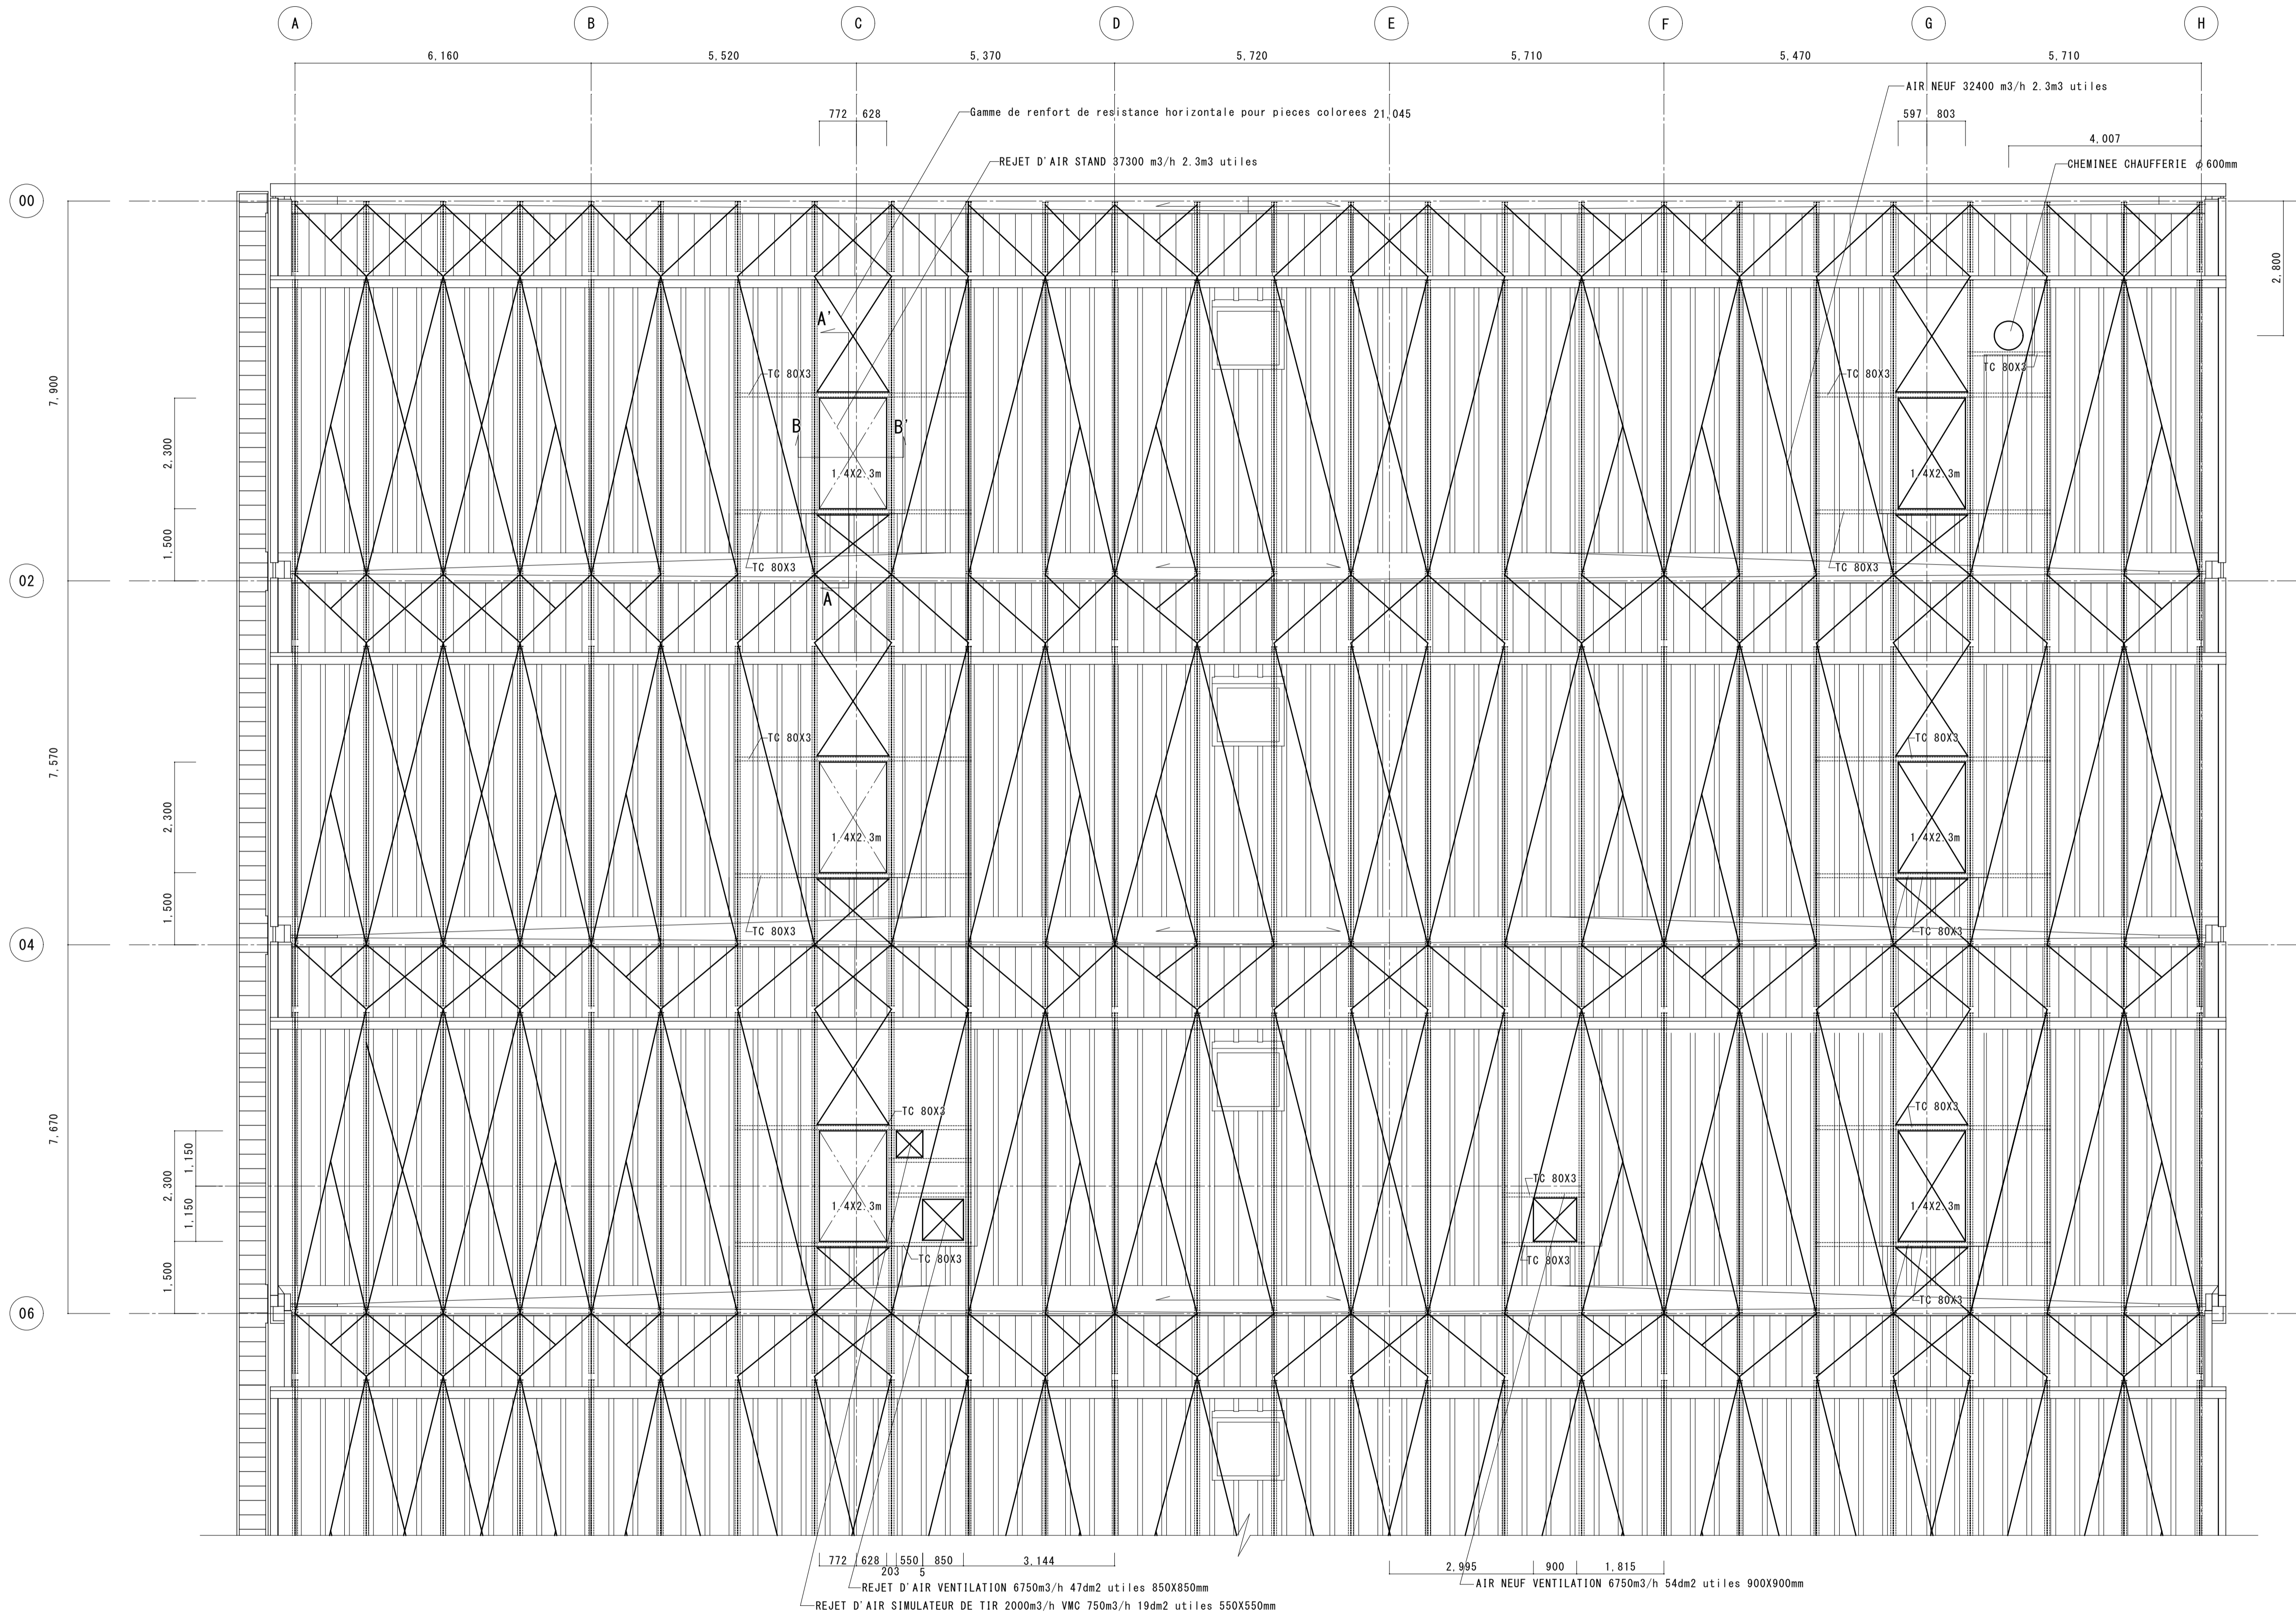 A B C D E F G H
6,160 5,520 5,370 5,720 5,710 5,470 5,710
AIR NEUF 32400 m3/h 2.3m3 utiles
772 628 Gamme de renfort de resistance horizontale pour pieces colorees 21,045 597 803
4,007
REJET D'AIR STAND 37300 m3/h 2.3m3 utiles CHEMINEE CHAUFFERIE φ600mm
00
2,800
A'
TC 80X3 TC 80X3 TC 80X3
7,900
B B'
2,300 1,4X2,3m 1,4X2,3m
1,500
TC 80X3 TC 80X3
02
A
TC 80X3 TC 80X3
7,570
2,300 1,4X2,3m 1,4X2,3m
1,500
TC 80X3 TC 80X3
04
TC 80X3 TC 80X3
7,670
1,150
2,300 TC 80X3
1,150 1,4X2,3m 1,4X2,3m
TC 80X3 TC 80X3
1,500
TC 80X3
06
772 628 550 850 3,144 2,995 900 1,815
203 5
REJET D'AIR VENTILATION 6750m3/h 47dm2 utiles 850X850mm AIR NEUF VENTILATION 6750m3/h 54dm2 utiles 900X900mm
REJET D'AIR SIMULATEUR DE TIR 2000m3/h VMC 750m3/h 19dm2 utiles 550X550mm